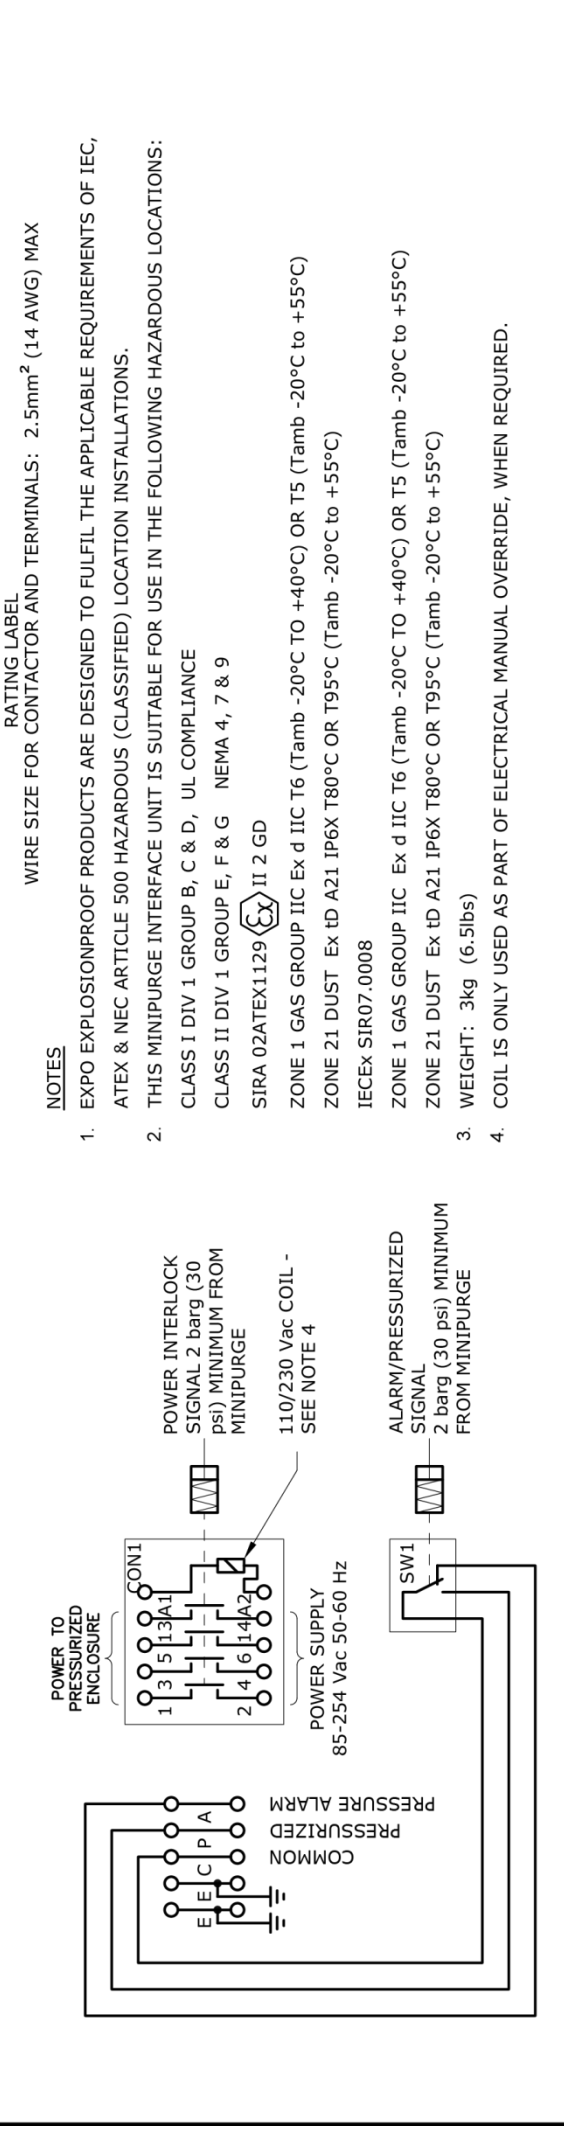 POWER TO
PRESSURIZED
ENCLOSURE
CON1
1 3 5 13 A1
2 4 6 14 A2
POWER SUPPLY
85-254 Vac 50-60 Hz
POWER INTERLOCK
SIGNAL 2 barg (30
psi) MINIMUM FROM
MINIPURGE
110/230 Vac COIL -
SEE NOTE 4
E E C P A
COMMON
PRESSURIZED
PRESSURE ALARM
SW1
ALARM/PRESSURIZED
SIGNAL
2 barg (30 psi) MINIMUM
FROM MINIPURGE
RATING LABEL
WIRE SIZE FOR CONTACTOR AND TERMINALS: 2.5mm² (14 AWG) MAX
NOTES
1. EXPO EXPLOSIONPROOF PRODUCTS ARE DESIGNED TO FULFIL THE APPLICABLE REQUIREMENTS OF IEC,
ATEX & NEC ARTICLE 500 HAZARDOUS (CLASSIFIED) LOCATION INSTALLATIONS.
2. THIS MINIPURGE INTERFACE UNIT IS SUITABLE FOR USE IN THE FOLLOWING HAZARDOUS LOCATIONS:
CLASS I DIV 1 GROUP B, C & D, UL COMPLIANCE
CLASS II DIV 1 GROUP E, F & G NEMA 4, 7 & 9
SIRA 02ATEX1129 Ex II 2 GD
ZONE 1 GAS GROUP IIC Ex d IIC T6 (Tamb -20°C TO +40°C) OR T5 (Tamb -20°C to +55°C)
ZONE 21 DUST Ex tD A21 IP6X T80°C OR T95°C (Tamb -20°C to +55°C)
IECEx SIR07.0008
ZONE 1 GAS GROUP IIC Ex d IIC T6 (Tamb -20°C TO +40°C) OR T5 (Tamb -20°C to +55°C)
ZONE 21 DUST Ex tD A21 IP6X T80°C OR T95°C (Tamb -20°C to +55°C)
3. WEIGHT: 3kg (6.5lbs)
4. COIL IS ONLY USED AS PART OF ELECTRICAL MANUAL OVERRIDE, WHEN REQUIRED.